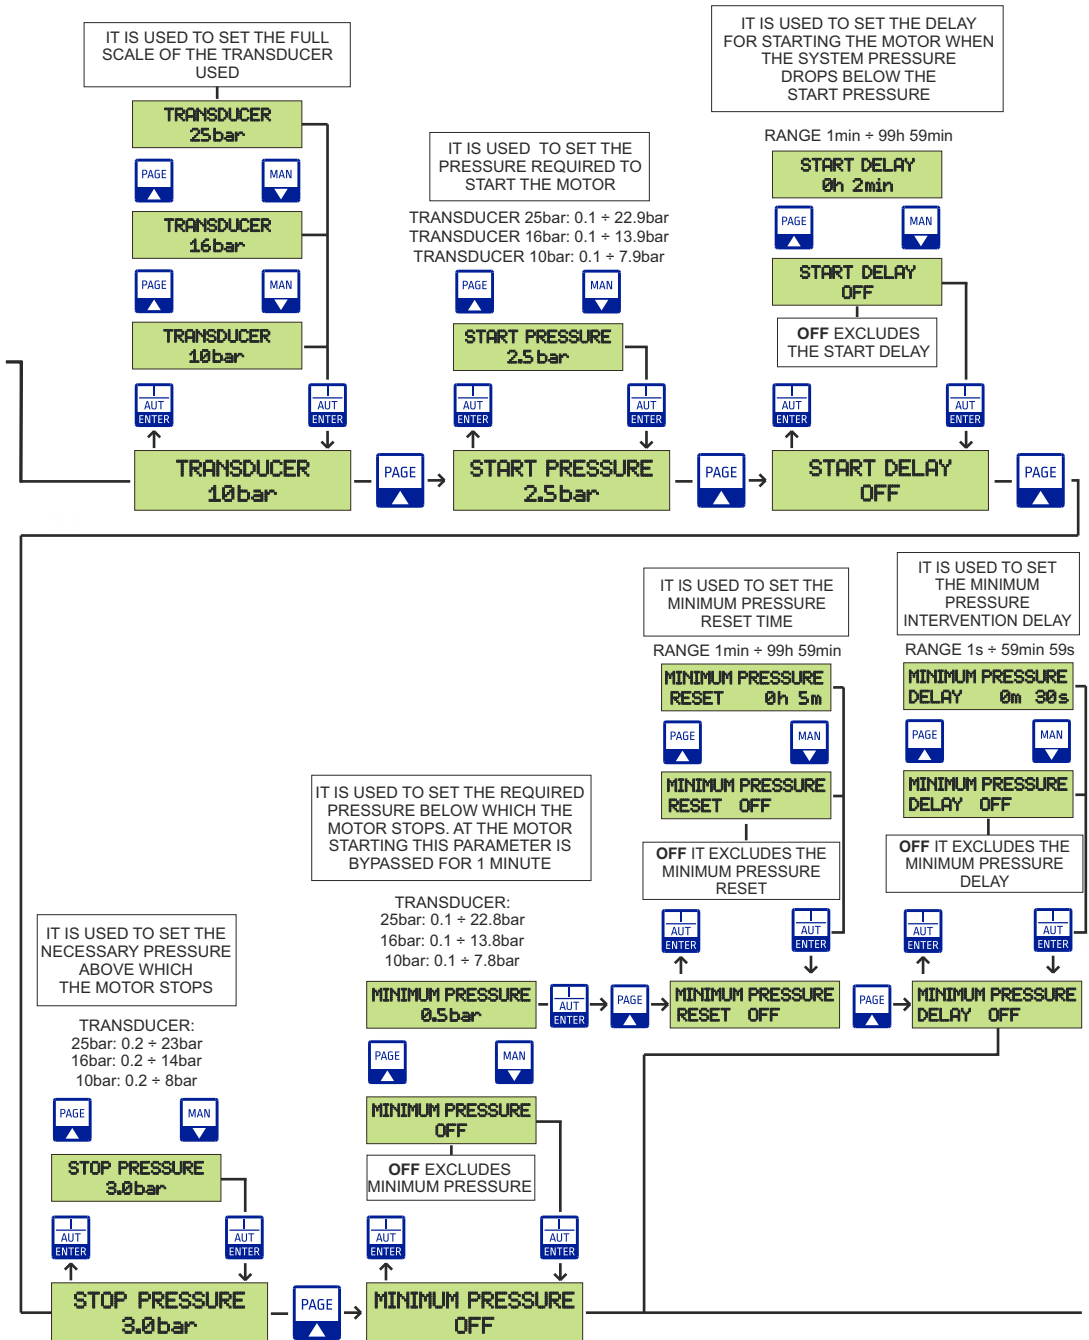 IT IS USED TO SET THE FULL
SCALE OF THE TRANSDUCER
USED
TRANSDUCER
25bar
PAGE
MAN
TRANSDUCER
16bar
PAGE
MAN
TRANSDUCER
10bar
AUT
ENTER
AUT
ENTER
TRANSDUCER
10bar
PAGE
IT IS USED TO SET THE
PRESSURE REQUIRED TO
START THE MOTOR
TRANSDUCER 25bar: 0.1 ÷ 22.9bar
TRANSDUCER 16bar: 0.1 ÷ 13.9bar
TRANSDUCER 10bar: 0.1 ÷ 7.9bar
PAGE
MAN
START PRESSURE
2.5bar
AUT
ENTER
AUT
ENTER
START PRESSURE
2.5bar
PAGE
IT IS USED TO SET THE DELAY
FOR STARTING THE MOTOR WHEN
THE SYSTEM PRESSURE
DROPS BELOW THE
START PRESSURE
RANGE 1min ÷ 99h 59min
START DELAY
0h 2min
PAGE
MAN
START DELAY
OFF
OFF EXCLUDES
THE START DELAY
AUT
ENTER
AUT
ENTER
START DELAY
OFF
PAGE
IT IS USED TO SET THE
NECESSARY PRESSURE
ABOVE WHICH
THE MOTOR STOPS
TRANSDUCER:
25bar: 0.2 ÷ 23bar
16bar: 0.2 ÷ 14bar
10bar: 0.2 ÷ 8bar
PAGE
MAN
STOP PRESSURE
3.0bar
AUT
ENTER
AUT
ENTER
STOP PRESSURE
3.0bar
PAGE
IT IS USED TO SET THE REQUIRED
PRESSURE BELOW WHICH THE
MOTOR STOPS. AT THE MOTOR
STARTING THIS PARAMETER IS
BYPASSED FOR 1 MINUTE
TRANSDUCER:
25bar: 0.1 ÷ 22.8bar
16bar: 0.1 ÷ 13.8bar
10bar: 0.1 ÷ 7.8bar
MINIMUM PRESSURE
0.5bar
AUT
ENTER
PAGE
PAGE
MAN
MINIMUM PRESSURE
OFF
OFF EXCLUDES
MINIMUM PRESSURE
AUT
ENTER
AUT
ENTER
MINIMUM PRESSURE
OFF
IT IS USED TO SET THE
MINIMUM PRESSURE
RESET TIME
RANGE 1min ÷ 99h 59min
MINIMUM PRESSURE
RESET 0h 5m
PAGE
MAN
MINIMUM PRESSURE
RESET OFF
OFF IT EXCLUDES THE
MINIMUM PRESSURE
RESET
AUT
ENTER
AUT
ENTER
MINIMUM PRESSURE
RESET OFF
PAGE
IT IS USED TO SET
THE MINIMUM
PRESSURE
INTERVENTION DELAY
RANGE 1s ÷ 59min 59s
MINIMUM PRESSURE
DELAY 0m 30s
PAGE
MAN
MINIMUM PRESSURE
DELAY OFF
OFF IT EXCLUDES THE
MINIMUM PRESSURE
DELAY
AUT
ENTER
AUT
ENTER
MINIMUM PRESSURE
DELAY OFF